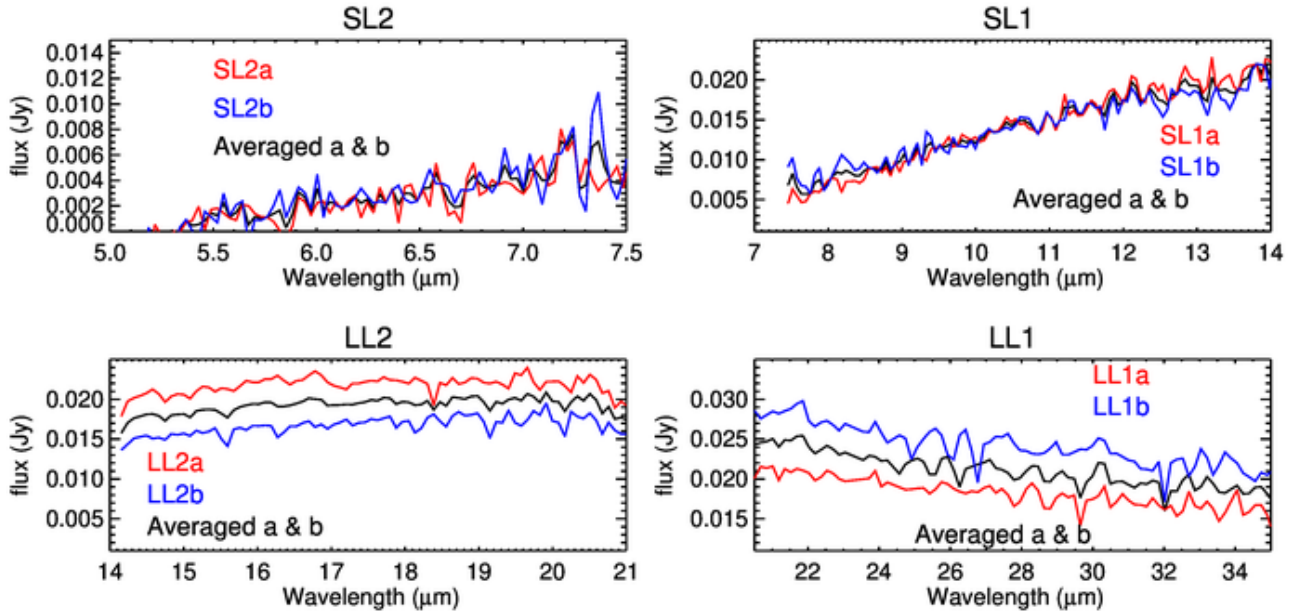 SL2
0.014
0.012
0.010
0.008
0.006
0.004
0.002
0.000
flux (Jy)
SL2a
SL2b
Averaged a & b
5.0 5.5 6.0 6.5 7.0 7.5
Wavelength (μm)
SL1
0.020
0.015
0.010
0.005
flux (Jy)
SL1a
SL1b
Averaged a & b
7 8 9 10 11 12 13 14
Wavelength (μm)
LL2
0.020
0.015
0.010
0.005
flux (Jy)
LL2a
LL2b
Averaged a & b
14 15 16 17 18 19 20 21
Wavelength (μm)
LL1
0.030
0.025
0.020
0.015
flux (Jy)
LL1a
LL1b
Averaged a & b
22 24 26 28 30 32 34
Wavelength (μm)